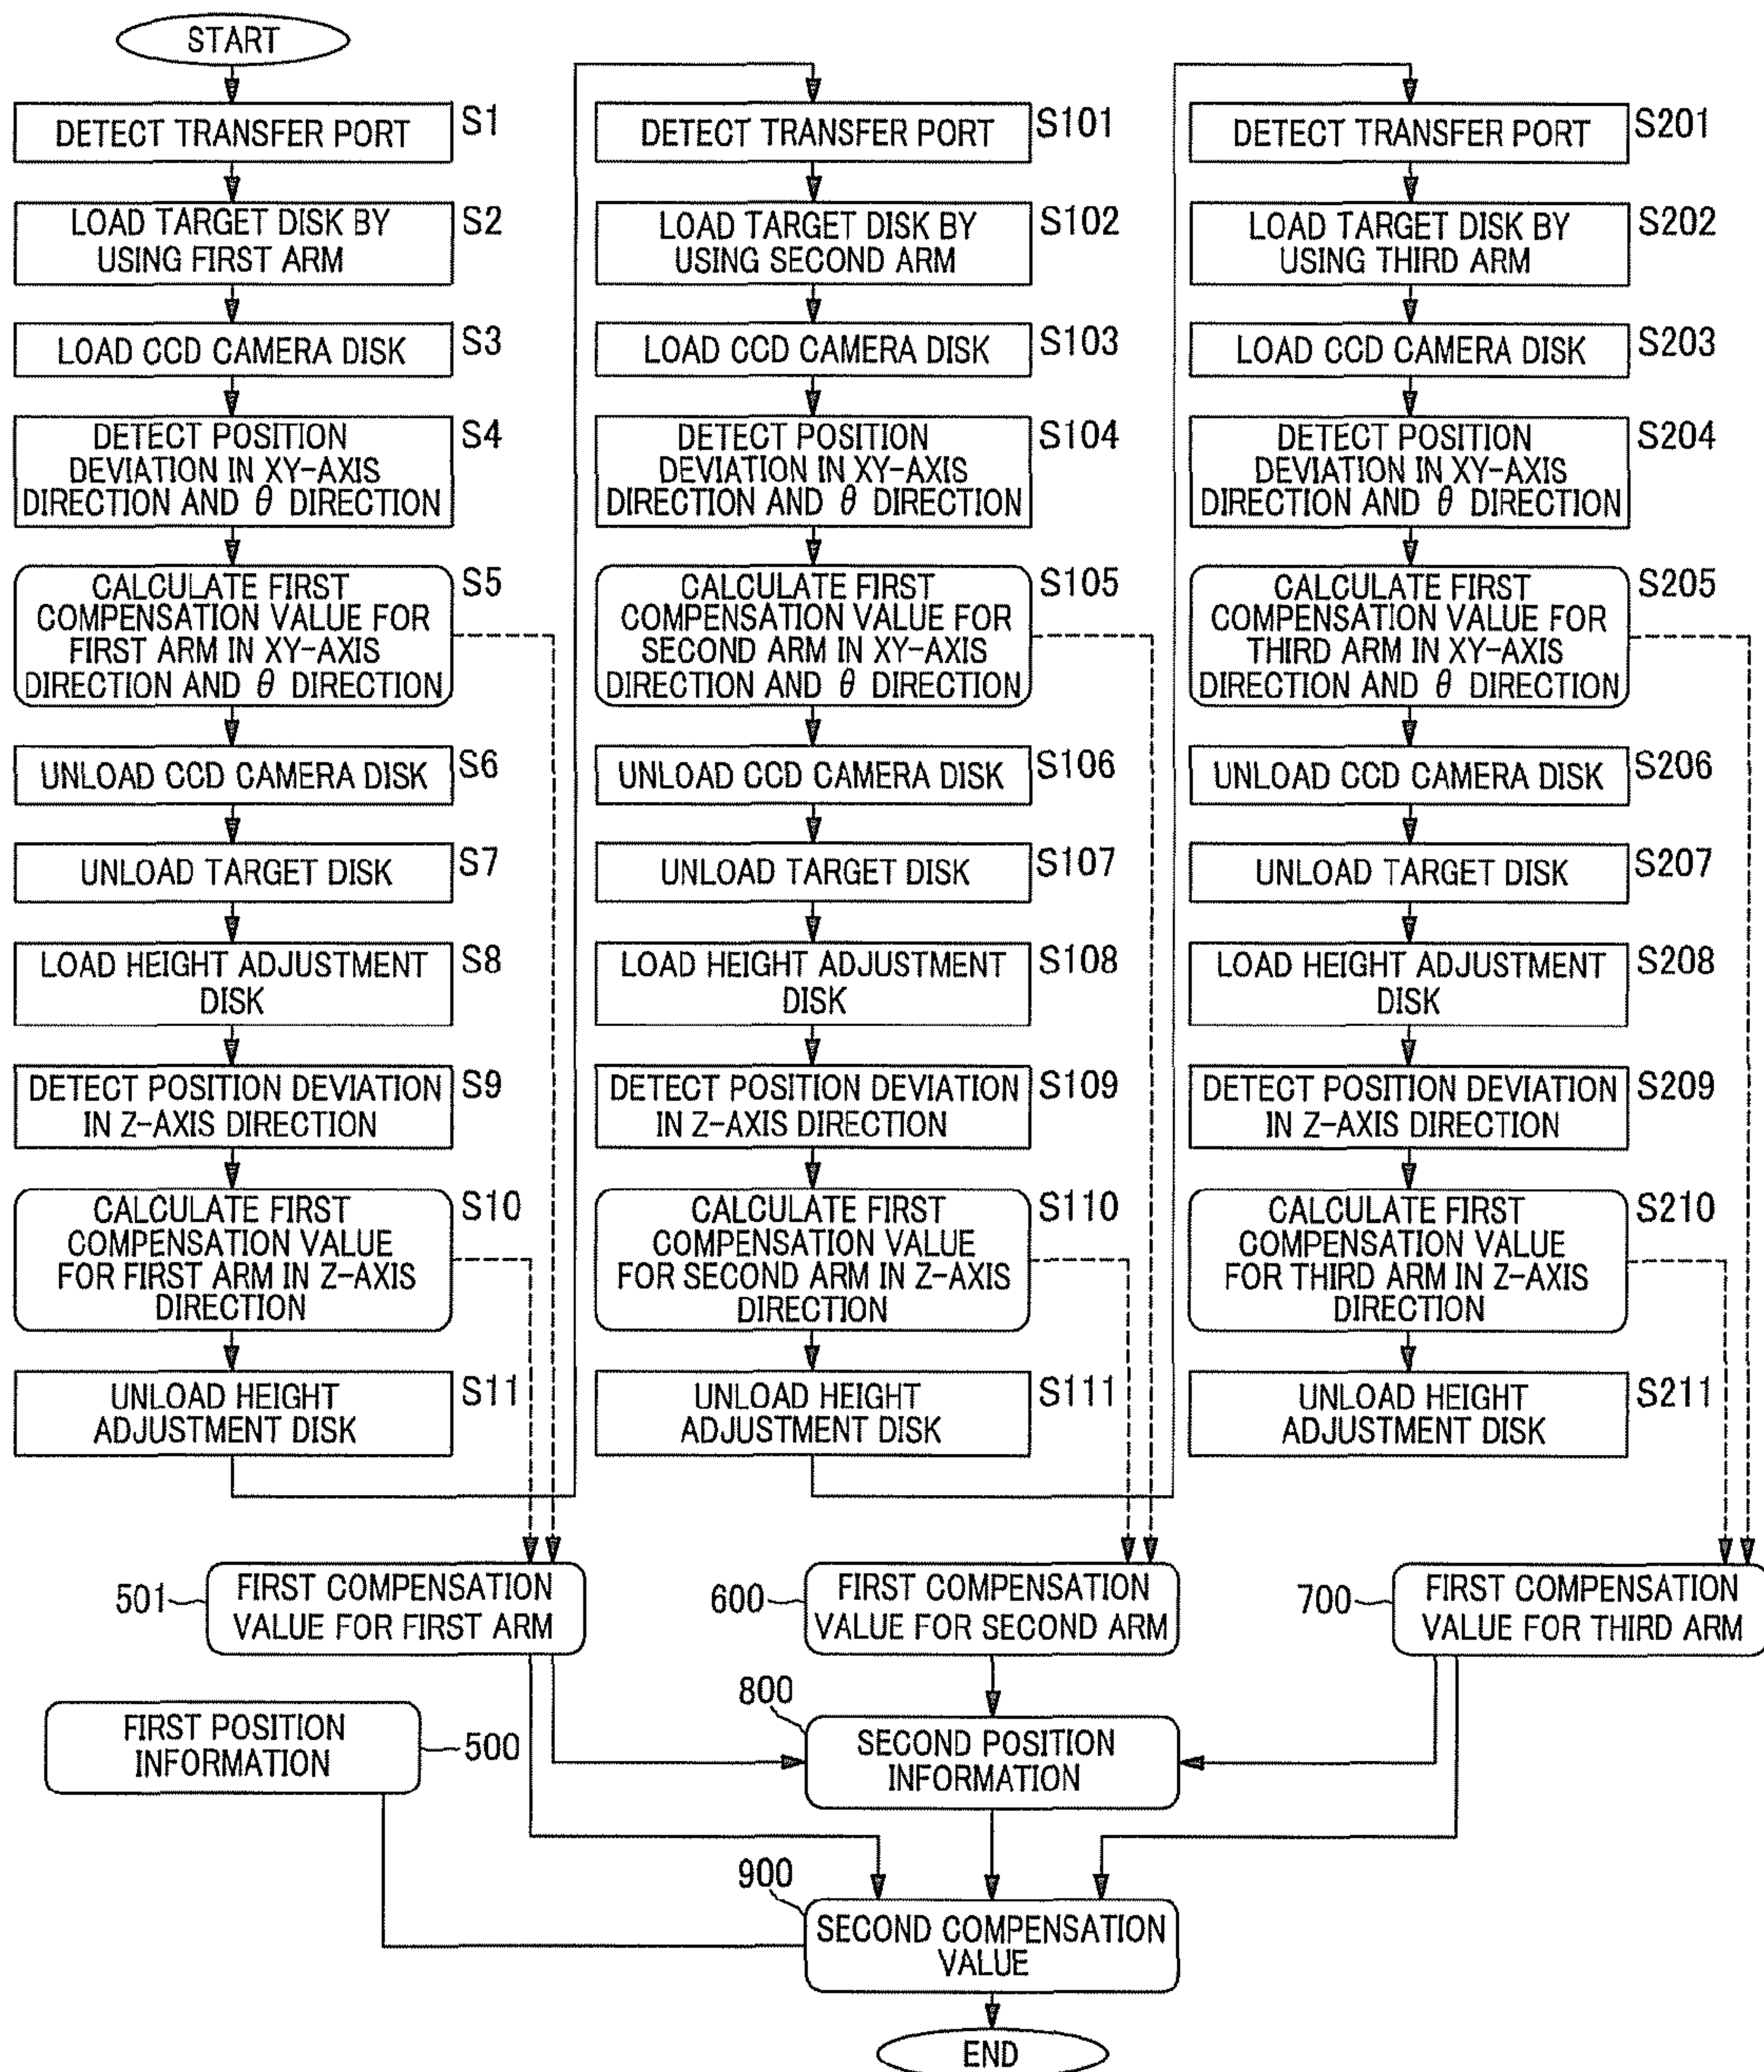 START
DETECT TRANSFER PORT
S1
LOAD TARGET DISK BY
USING FIRST ARM
S2
LOAD CCD CAMERA DISK
S3
DETECT POSITION
DEVIATION IN XY-AXIS
DIRECTION AND θ DIRECTION
S4
CALCULATE FIRST
COMPENSATION VALUE FOR
FIRST ARM IN XY-AXIS
DIRECTION AND θ DIRECTION
S5
UNLOAD CCD CAMERA DISK
S6
UNLOAD TARGET DISK
S7
LOAD HEIGHT ADJUSTMENT
DISK
S8
DETECT POSITION DEVIATION
IN Z-AXIS DIRECTION
S9
CALCULATE FIRST
COMPENSATION VALUE
FOR FIRST ARM IN Z-AXIS
DIRECTION
S10
UNLOAD HEIGHT
ADJUSTMENT DISK
S11
DETECT TRANSFER PORT
S101
LOAD TARGET DISK BY
USING SECOND ARM
S102
LOAD CCD CAMERA DISK
S103
DETECT POSITION
DEVIATION IN XY-AXIS
DIRECTION AND θ DIRECTION
S104
CALCULATE FIRST
COMPENSATION VALUE FOR
SECOND ARM IN XY-AXIS
DIRECTION AND θ DIRECTION
S105
UNLOAD CCD CAMERA DISK
S106
UNLOAD TARGET DISK
S107
LOAD HEIGHT ADJUSTMENT
DISK
S108
DETECT POSITION DEVIATION
IN Z-AXIS DIRECTION
S109
CALCULATE FIRST
COMPENSATION VALUE
FOR SECOND ARM IN Z-AXIS
DIRECTION
S110
UNLOAD HEIGHT
ADJUSTMENT DISK
S111
DETECT TRANSFER PORT
S201
LOAD TARGET DISK BY
USING THIRD ARM
S202
LOAD CCD CAMERA DISK
S203
DETECT POSITION
DEVIATION IN XY-AXIS
DIRECTION AND θ DIRECTION
S204
CALCULATE FIRST
COMPENSATION VALUE FOR
THIRD ARM IN XY-AXIS
DIRECTION AND θ DIRECTION
S205
UNLOAD CCD CAMERA DISK
S206
UNLOAD TARGET DISK
S207
LOAD HEIGHT ADJUSTMENT
DISK
S208
DETECT POSITION DEVIATION
IN Z-AXIS DIRECTION
S209
CALCULATE FIRST
COMPENSATION VALUE
FOR THIRD ARM IN Z-AXIS
DIRECTION
S210
UNLOAD HEIGHT
ADJUSTMENT DISK
S211
501
FIRST COMPENSATION
VALUE FOR FIRST ARM
600
FIRST COMPENSATION
VALUE FOR SECOND ARM
700
FIRST COMPENSATION
VALUE FOR THIRD ARM
FIRST POSITION
INFORMATION
500
800
SECOND POSITION
INFORMATION
900
SECOND COMPENSATION
VALUE
END